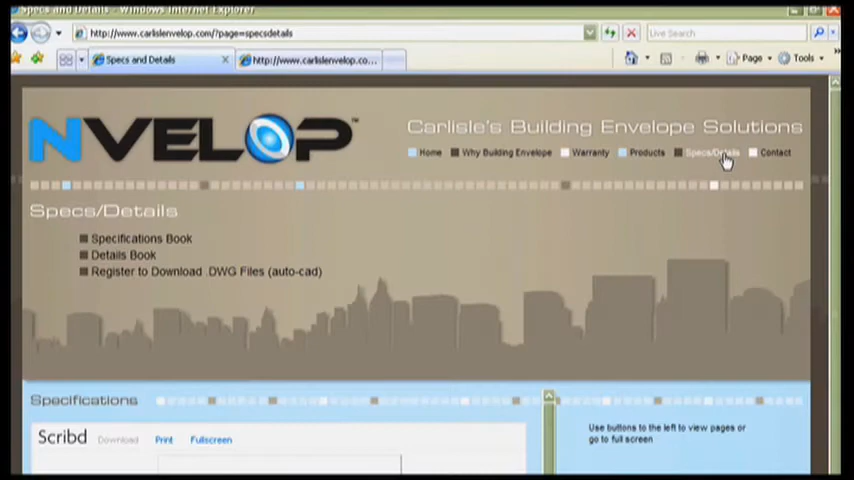 Specs and Details - Windows Internet Explorer
http://www.carlislenvelop.com/?page=specsdetails
Live Search
Specs and Details
http://www.carlislenvelop.co...
Page
Tools
NVELOP™
Carlisle's Building Envelope Solutions
Home Why Building Envelope Warranty Products Specs/Details Contact
Specs/Details
Specifications Book
Details Book
Register to Download .DWG Files (auto-cad)
Specifications
Scribd Download Print Fullscreen
Use buttons to the left to view pages or
go to full screen